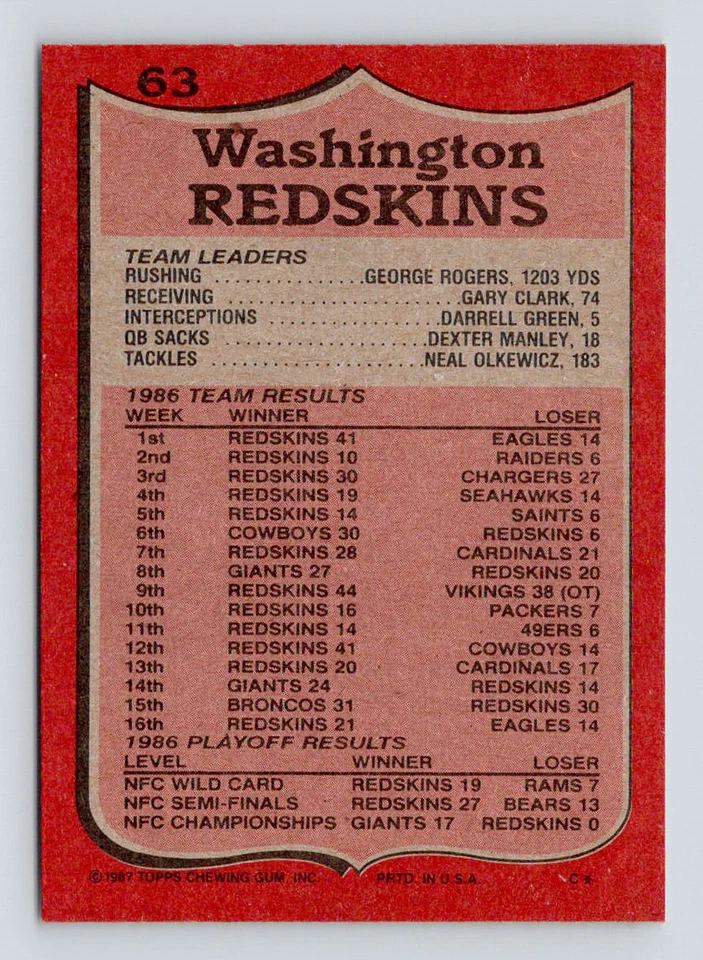 63
Washington
REDSKINS
TEAM LEADERS
RUSHING ...............GEORGE ROGERS, 1203 YDS
RECEIVING ........................GARY CLARK, 74
INTERCEPTIONS .................DARRELL GREEN, 5
QB SACKS .....................DEXTER MANLEY, 18
TACKLES ......................NEAL OLKEWICZ, 183
1986 TEAM RESULTS
WEEK WINNER LOSER
1st REDSKINS 41 EAGLES 14
2nd REDSKINS 10 RAIDERS 6
3rd REDSKINS 30 CHARGERS 27
4th REDSKINS 19 SEAHAWKS 14
5th REDSKINS 14 SAINTS 6
6th COWBOYS 30 REDSKINS 6
7th REDSKINS 28 CARDINALS 21
8th GIANTS 27 REDSKINS 20
9th REDSKINS 44 VIKINGS 38 (OT)
10th REDSKINS 16 PACKERS 7
11th REDSKINS 14 49ERS 6
12th REDSKINS 41 COWBOYS 14
13th REDSKINS 20 CARDINALS 17
14th GIANTS 24 REDSKINS 14
15th BRONCOS 31 REDSKINS 30
16th REDSKINS 21 EAGLES 14
1986 PLAYOFF RESULTS
LEVEL WINNER LOSER
NFC WILD CARD REDSKINS 19 RAMS 7
NFC SEMI-FINALS REDSKINS 27 BEARS 13
NFC CHAMPIONSHIPS GIANTS 17 REDSKINS 0
©1987 TOPPS CHEWING GUM, INC. PRTD. IN U.S.A. C*